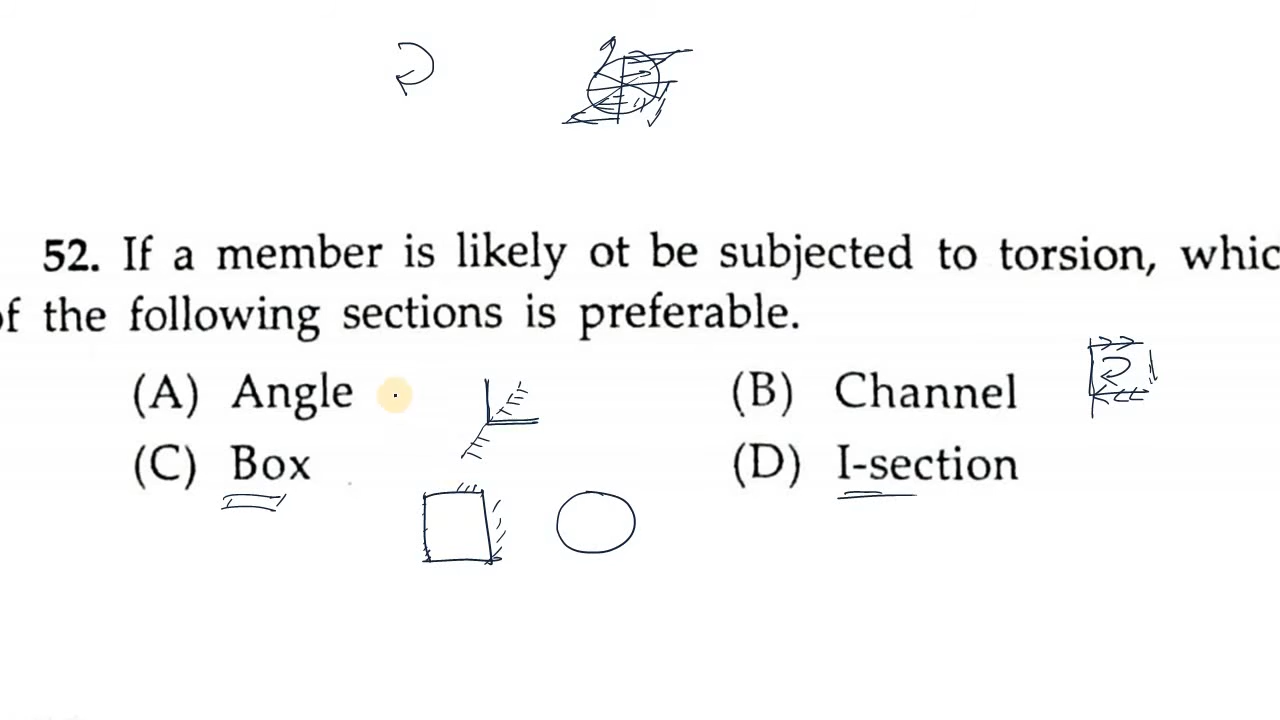 52. If a member is likely ot be subjected to torsion, whic
f the following sections is preferable.
(A) Angle (B) Channel
(C) Box (D) I-section